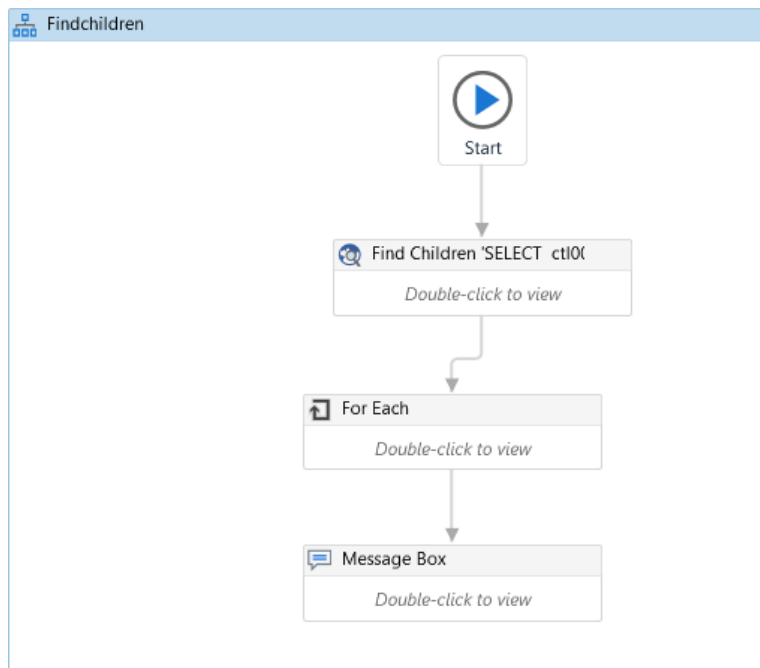 Findchildren
Start
Find Children 'SELECT ctl0(
Double-click to view
For Each
Double-click to view
Message Box
Double-click to view